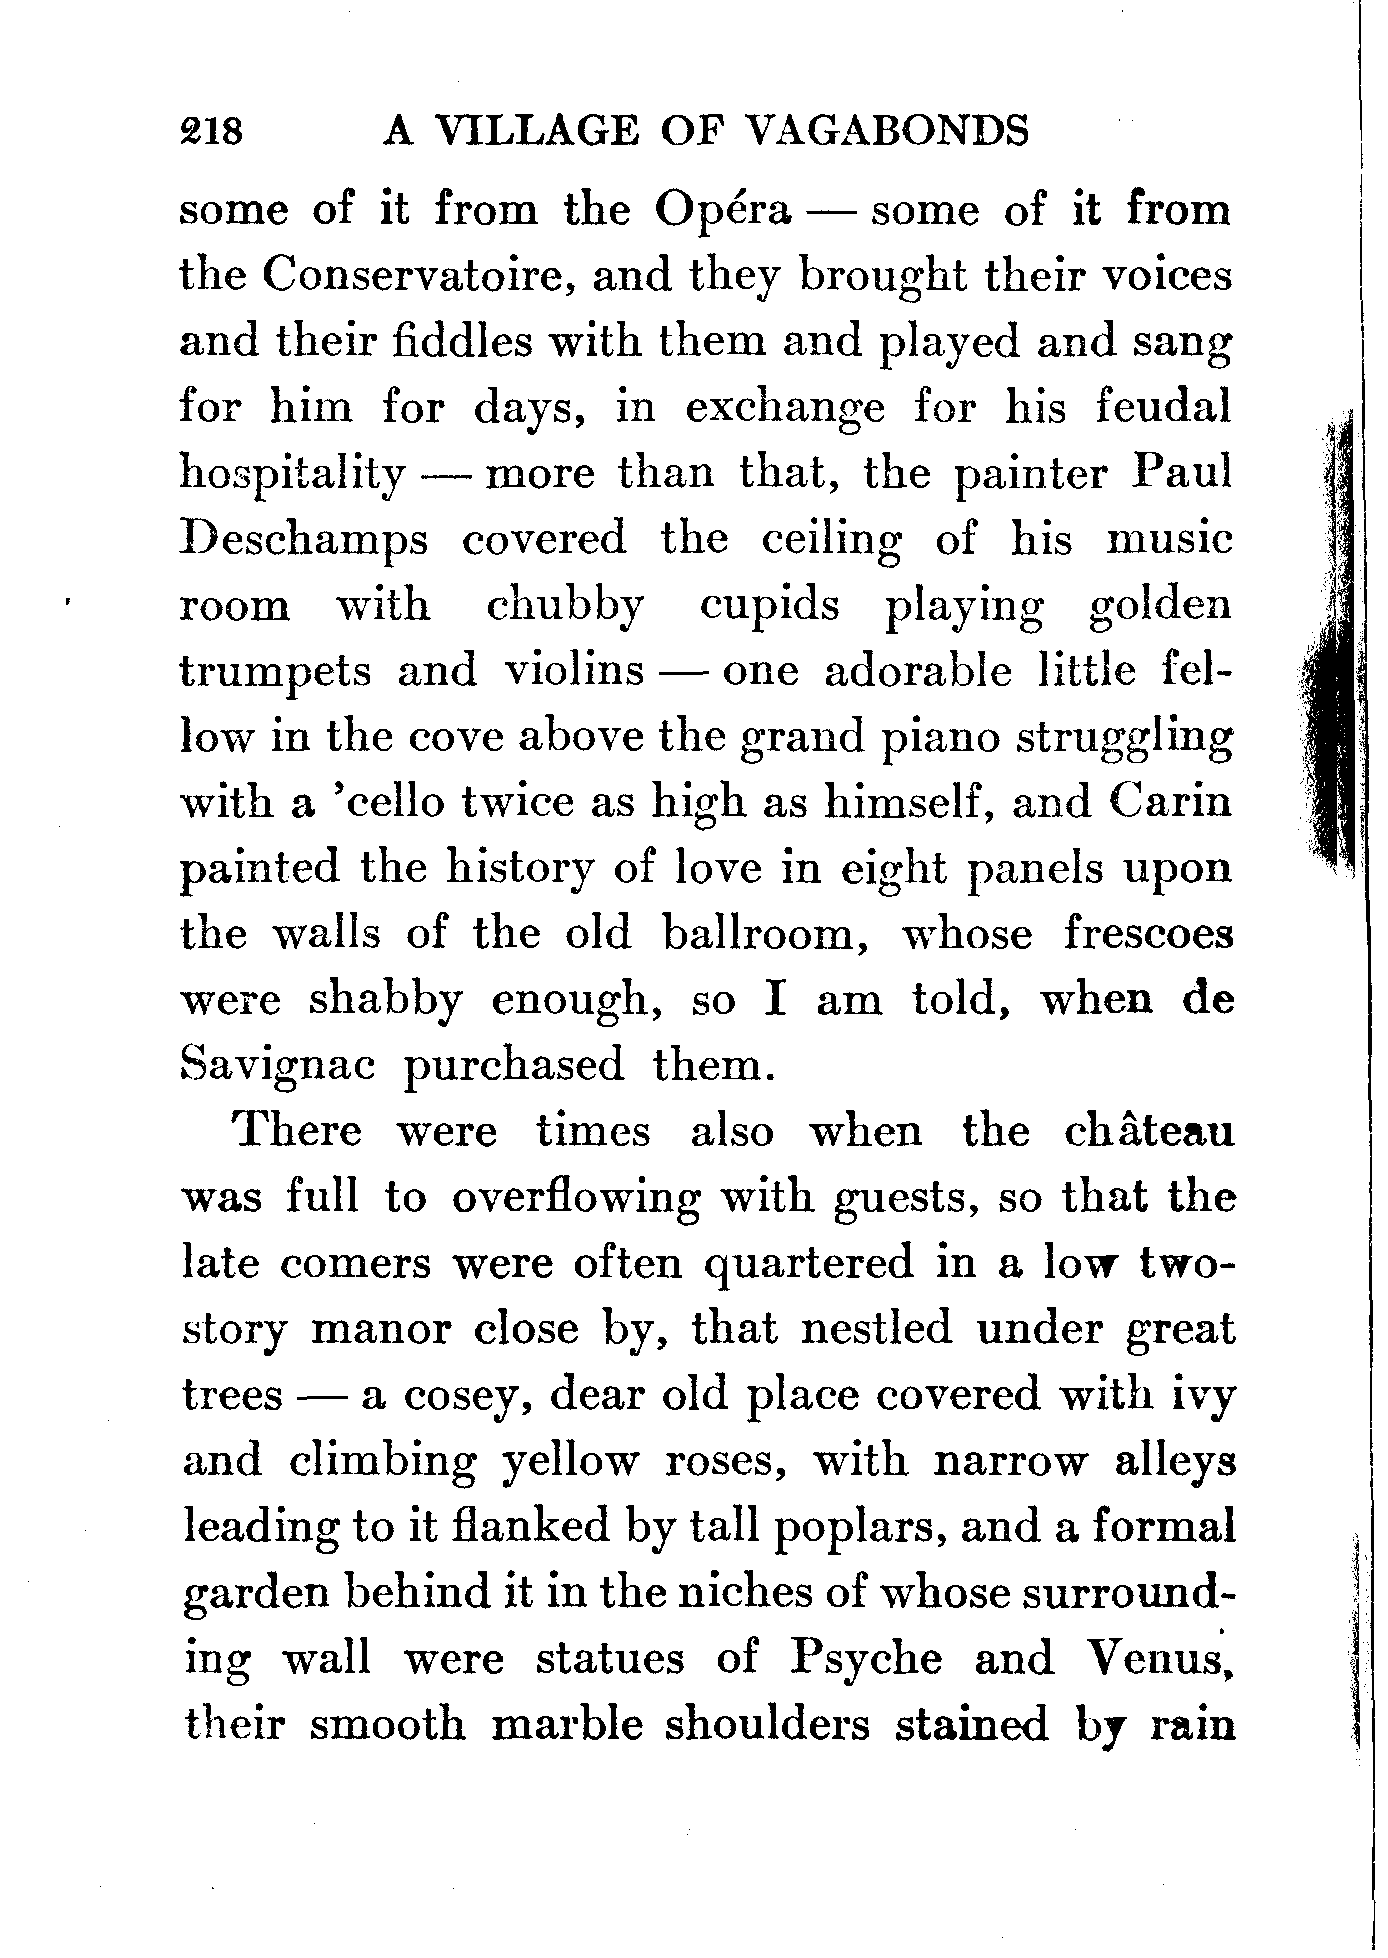 218 A VILLAGE OF VAGABONDS
some of it from the Opéra — some of it from
the Conservatoire, and they brought their voices
and their fiddles with them and played and sang
for him for days, in exchange for his feudal
hospitality — more than that, the painter Paul
Deschamps covered the ceiling of his music
room with chubby cupids playing golden
trumpets and violins — one adorable little fel-
low in the cove above the grand piano struggling
with a ’cello twice as high as himself, and Carin
painted the history of love in eight panels upon
the walls of the old ballroom, whose frescoes
were shabby enough, so I am told, when de
Savignac purchased them.
There were times also when the château
was full to overflowing with guests, so that the
late comers were often quartered in a low two-
story manor close by, that nestled under great
trees — a cosey, dear old place covered with ivy
and climbing yellow roses, with narrow alleys
leading to it flanked by tall poplars, and a formal
garden behind it in the niches of whose surround-
ing wall were statues of Psyche and Venus,
their smooth marble shoulders stained by rain